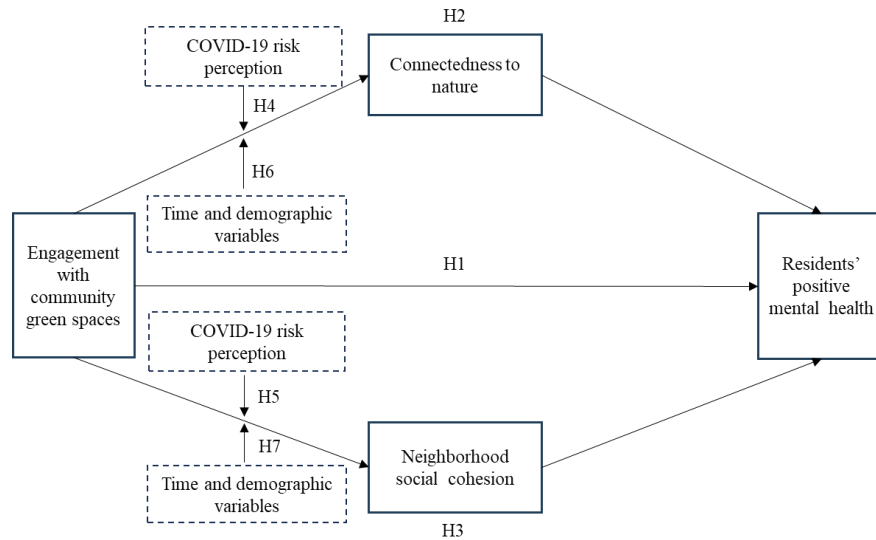 H2
COVID-19 risk
perception
Connectedness to
nature
H4
H6
Time and demographic
variables
Engagement
with
community
green spaces
H1
Residents’
positive
mental health
COVID-19 risk
perception
H5
H7
Neighborhood
social cohesion
Time and demographic
variables
H3